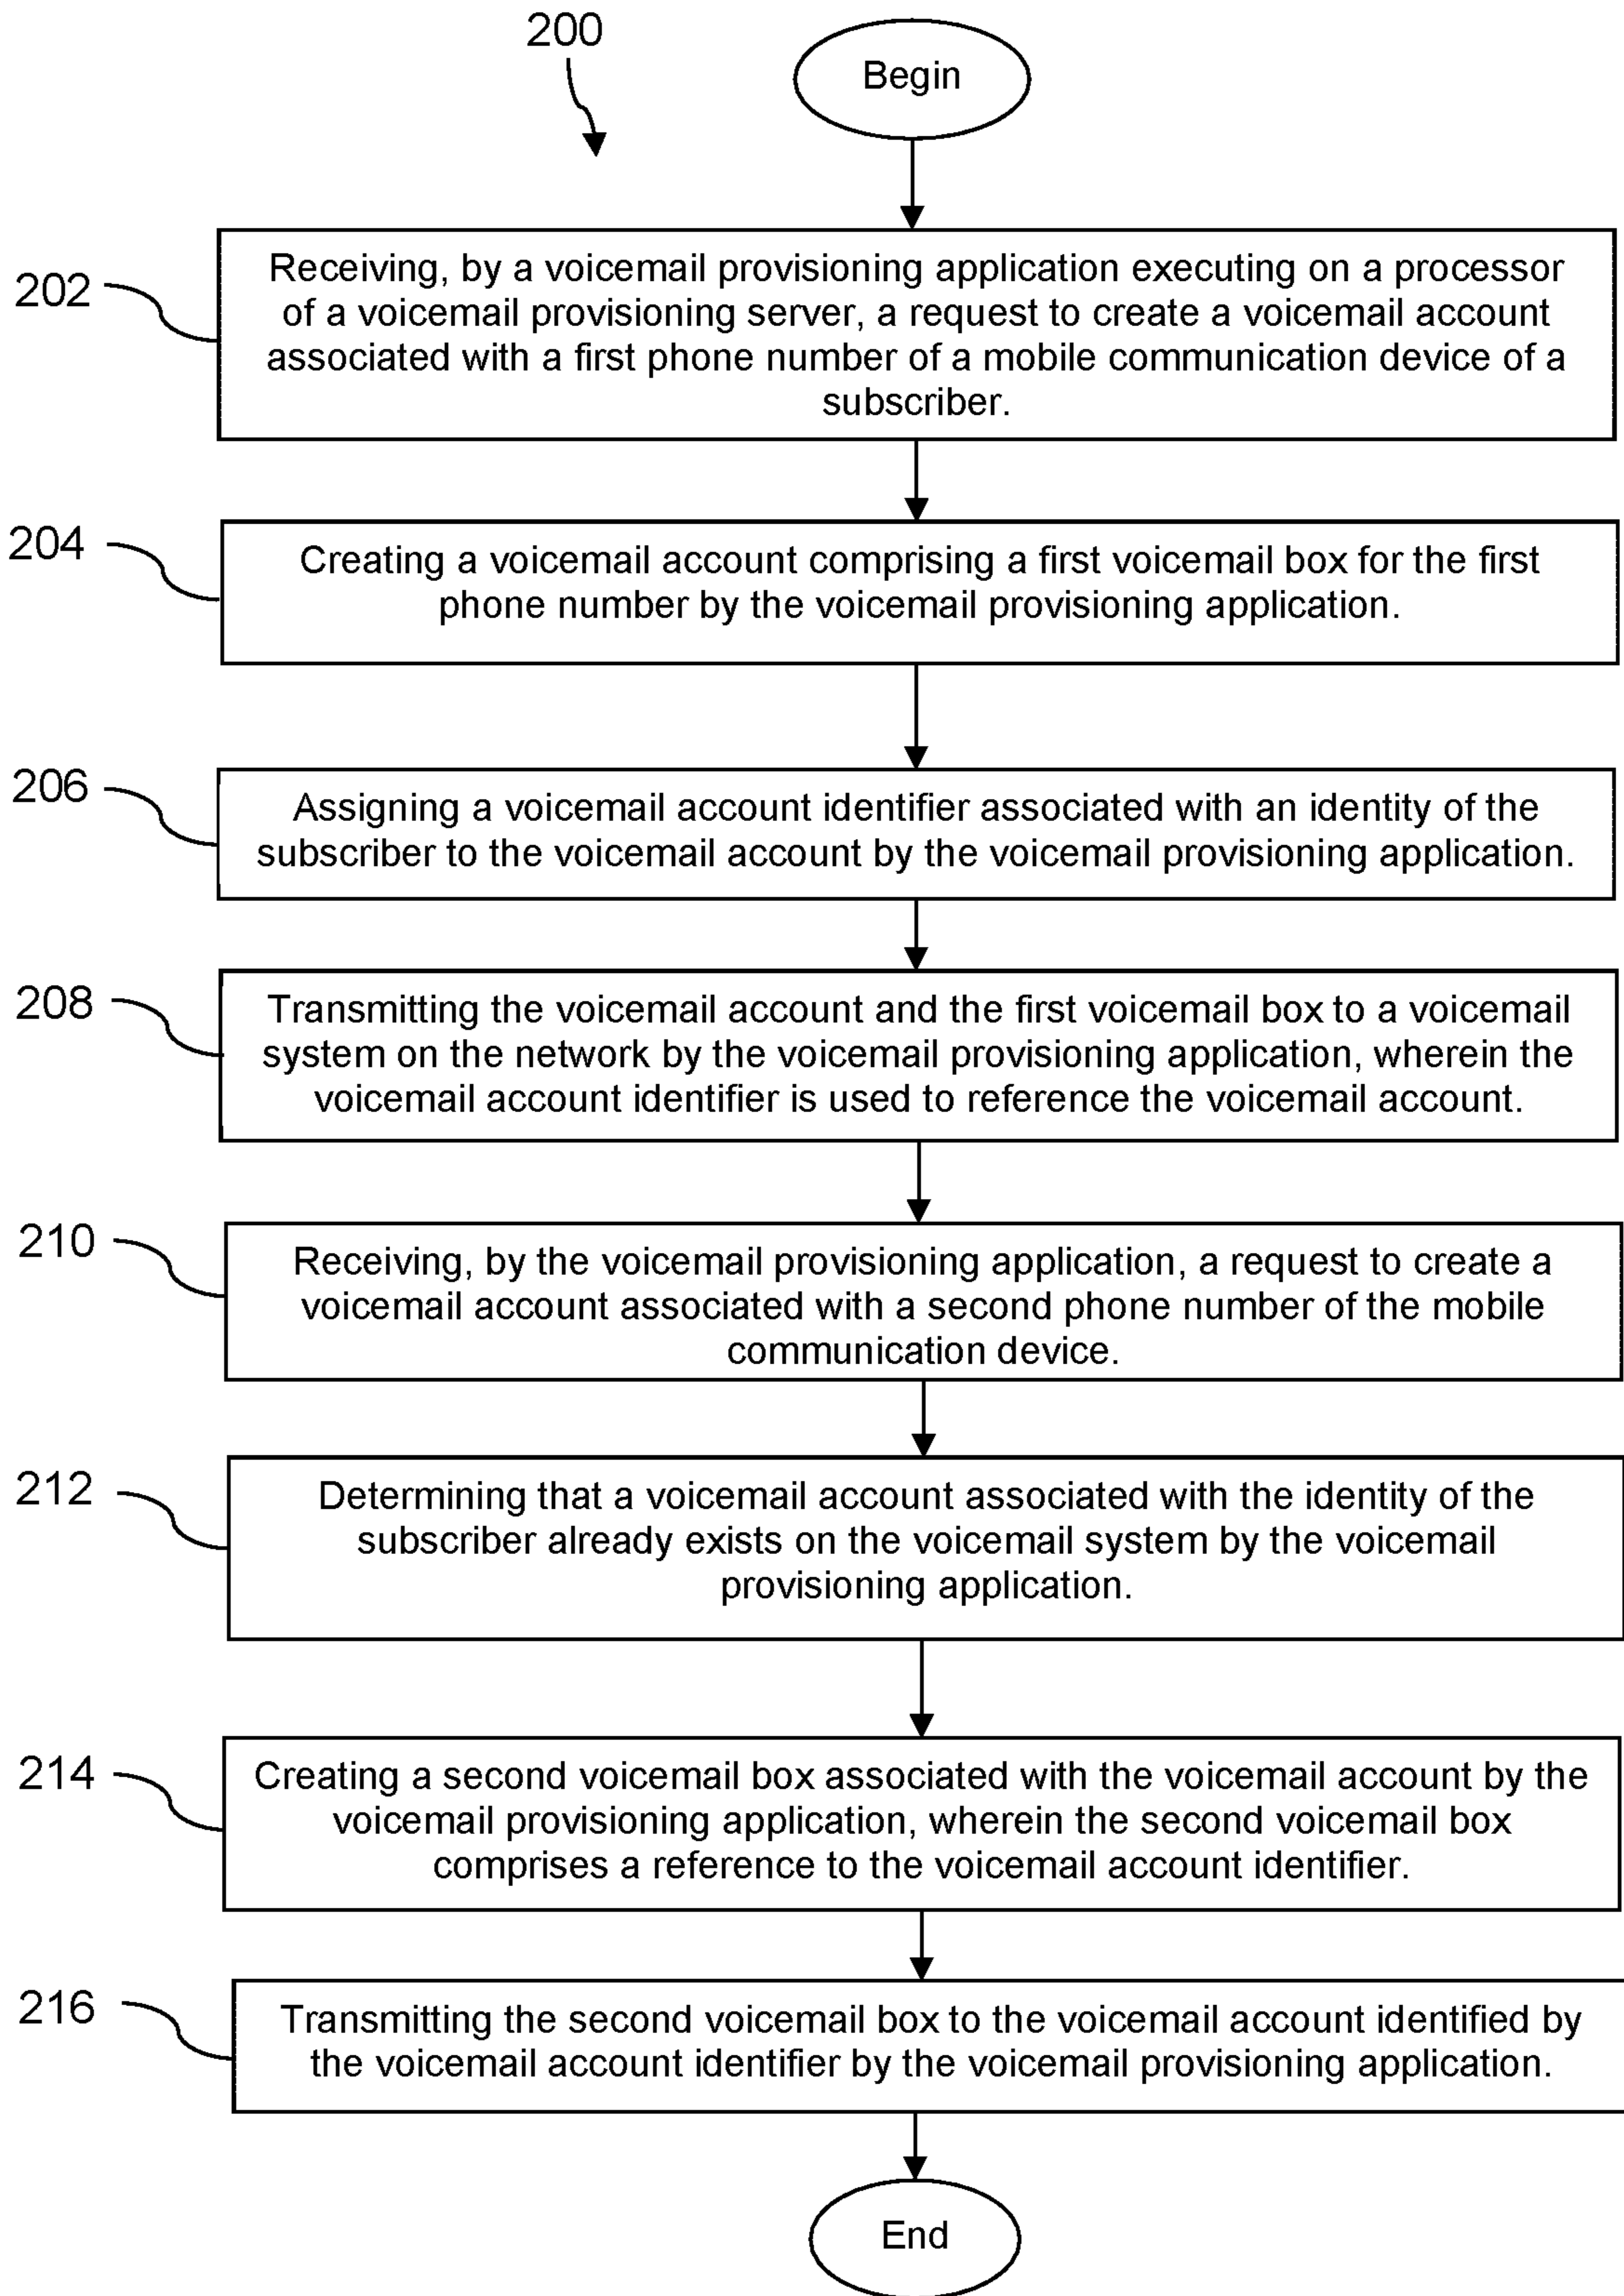 200
Begin
202
Receiving, by a voicemail provisioning application executing on a processor
of a voicemail provisioning server, a request to create a voicemail account
associated with a first phone number of a mobile communication device of a
subscriber.
204
Creating a voicemail account comprising a first voicemail box for the first
phone number by the voicemail provisioning application.
206
Assigning a voicemail account identifier associated with an identity of the
subscriber to the voicemail account by the voicemail provisioning application.
208
Transmitting the voicemail account and the first voicemail box to a voicemail
system on the network by the voicemail provisioning application, wherein the
voicemail account identifier is used to reference the voicemail account.
210
Receiving, by the voicemail provisioning application, a request to create a
voicemail account associated with a second phone number of the mobile
communication device.
212
Determining that a voicemail account associated with the identity of the
subscriber already exists on the voicemail system by the voicemail
provisioning application.
214
Creating a second voicemail box associated with the voicemail account by the
voicemail provisioning application, wherein the second voicemail box
comprises a reference to the voicemail account identifier.
216
Transmitting the second voicemail box to the voicemail account identified by
the voicemail account identifier by the voicemail provisioning application.
End